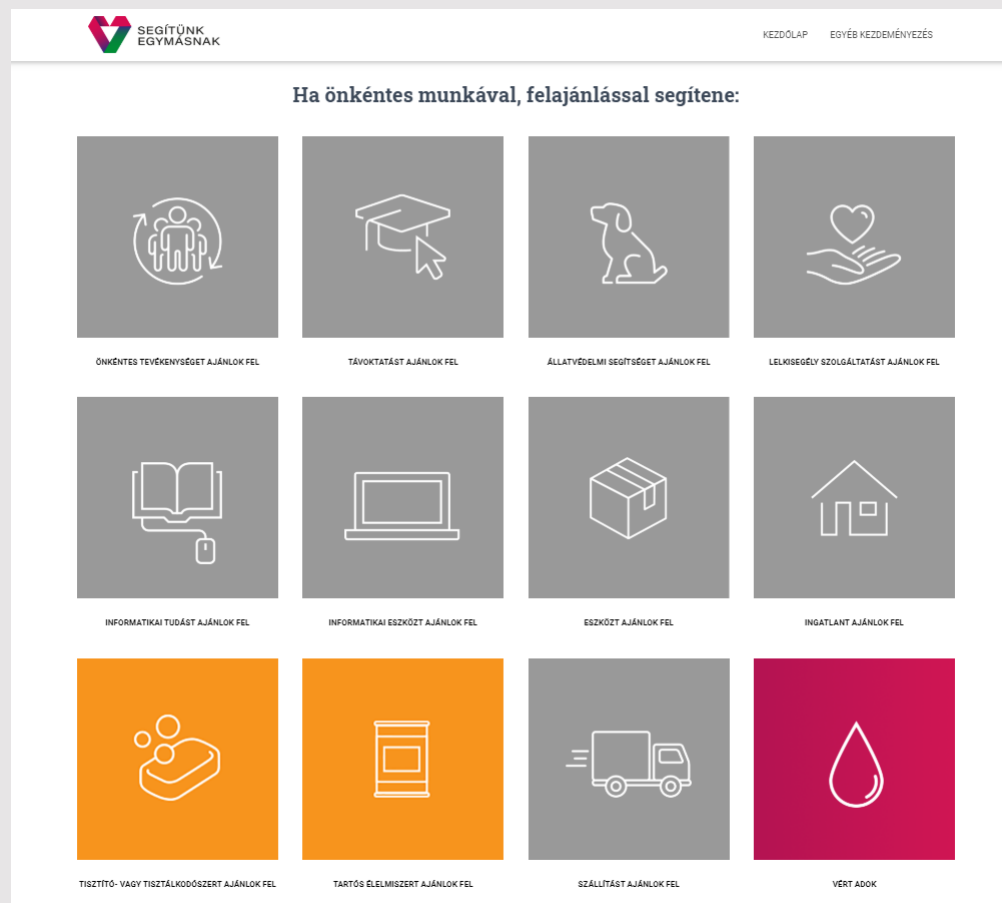 SEGÍTÜNK
EGYMÁSNAK
KEZDŐLAP EGYÉB KEZDEMÉNYEZÉS
Ha önkéntes munkával, felajánlással segítene:
ÖNKÉNTES TEVÉKENYSÉGET AJÁNLOK FEL
TÁVOKTATÁST AJÁNLOK FEL
ÁLLATVÉDELMI SEGÍTSÉGET AJÁNLOK FEL
LELKISEGÉLY SZOLGÁLTATÁST AJÁNLOK FEL
INFORMATIKAI TUDÁST AJÁNLOK FEL
INFORMATIKAI ESZKÖZT AJÁNLOK FEL
ESZKÖZT AJÁNLOK FEL
INGATLANT AJÁNLOK FEL
TISZTÍTÓ- VAGY TISZTÁLKODÓSZERT AJÁNLOK FEL
TARTÓS ÉLELMISZERT AJÁNLOK FEL
SZÁLLÍTÁST AJÁNLOK FEL
VÉRT ADOK